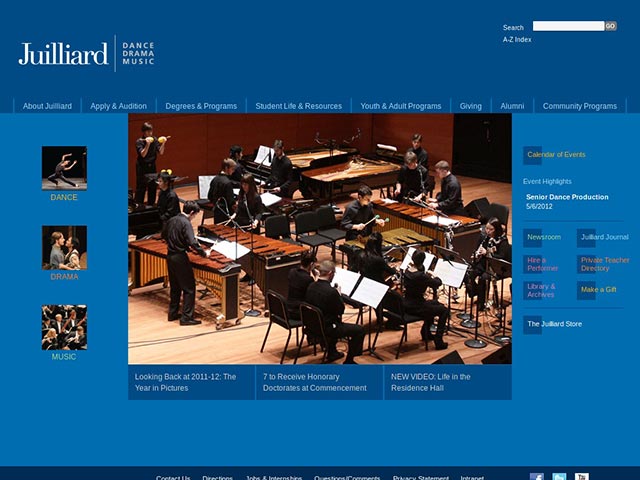 Juilliard
DANCE
DRAMA
MUSIC
Search
GO
A-Z Index
About Juilliard
Apply & Audition
Degrees & Programs
Student Life & Resources
Youth & Adult Programs
Giving
Alumni
Community Programs
DANCE
DRAMA
MUSIC
Calendar of Events
Event Highlights
Senior Dance Production
5/6/2012
Newsroom
Juilliard Journal
Hire a
Performer
Private Teacher
Directory
Library &
Archives
Make a Gift
The Juilliard Store
Looking Back at 2011-12: The
Year in Pictures
7 to Receive Honorary
Doctorates at Commencement
NEW VIDEO: Life in the
Residence Hall
Contact Us
Directions
Jobs & Internships
Questions/Comments
Privacy Statement
Intranet